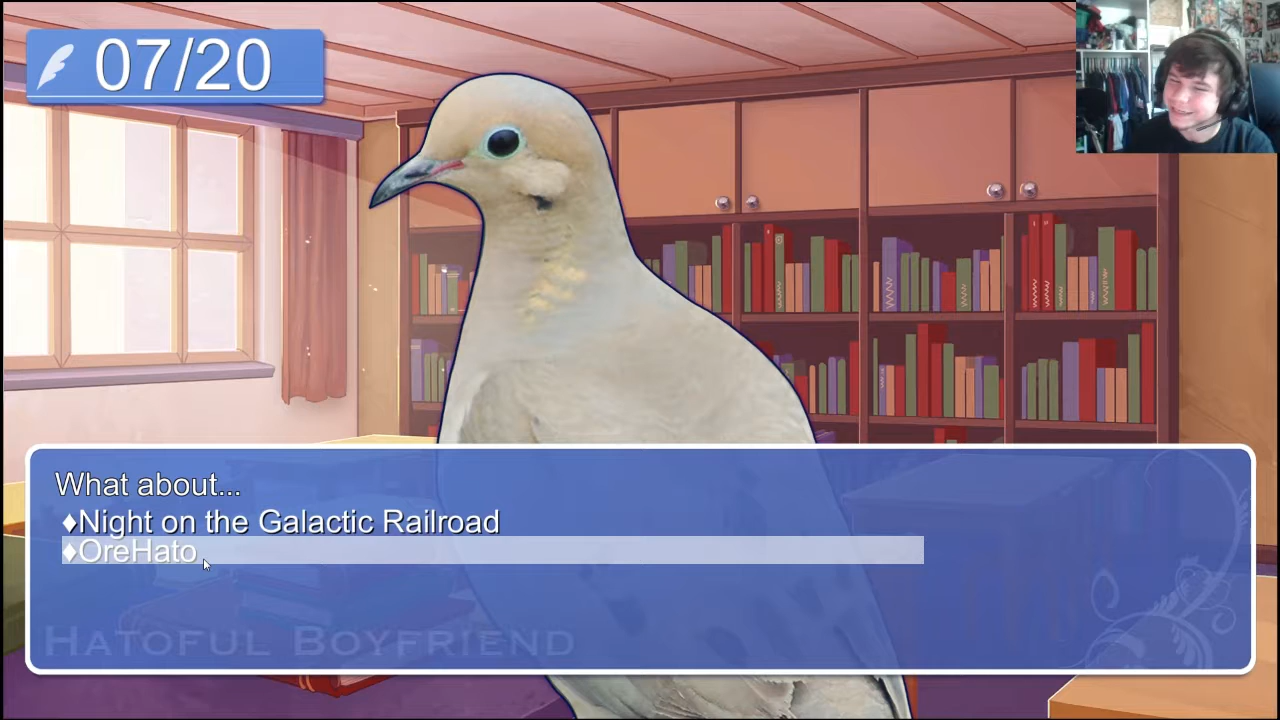 07/20
What about...
♦Night on the Galactic Railroad
♦OreHato
HATOFUL BOYFRIEND